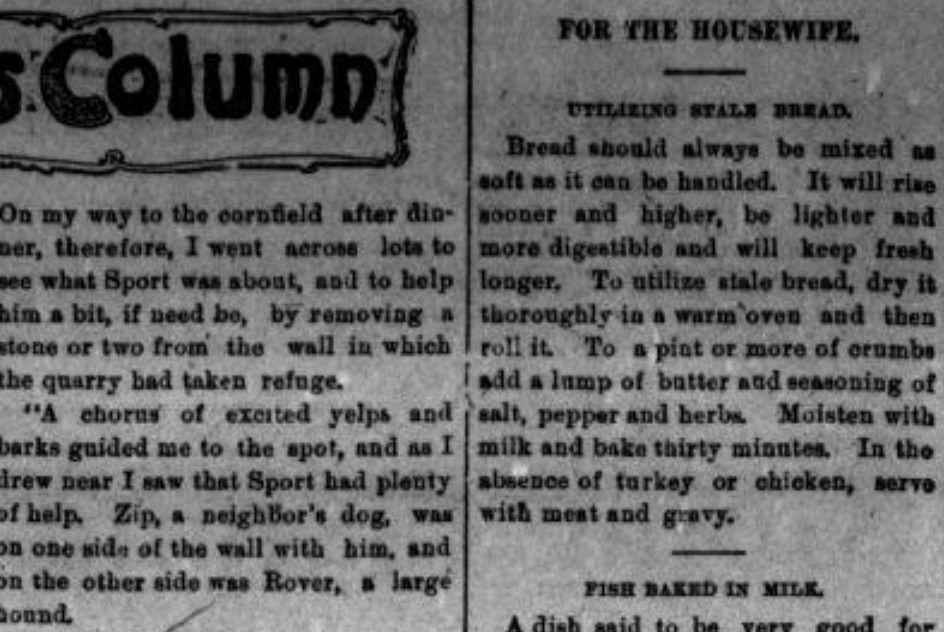 s Column
On my way to the cornfield after din-
ner, therefore, I went across lots to
see what Sport was about, and to help
him a bit, if need be, by removing a
stone or two from the wall in which
the quarry had taken refuge.
"A chorus of excited yelps and
barks guided me to the spot, and as I
drew near I saw that Sport had plenty
of help. Zip, a neighbor's dog, was
on one side of the wall with him, and
on the other side was Rover, a large
hound.
FOR THE HOUSEWIFE.
UTILIZING STALE BREAD.
Bread should always be mixed as
soft as it can be handled. It will rise
sooner and higher, be lighter and
more digestible and will keep fresh
longer. To utilize stale bread, dry it
thoroughly in a warm oven and then
roll it. To a pint or more of crumbs
add a lump of butter and seasoning of
salt, pepper and herbs. Moisten with
milk and bake thirty minutes. In the
absence of turkey or chicken, serve
with meat and gravy.
FISH BAKED IN MILK.
A dish said to be very good for